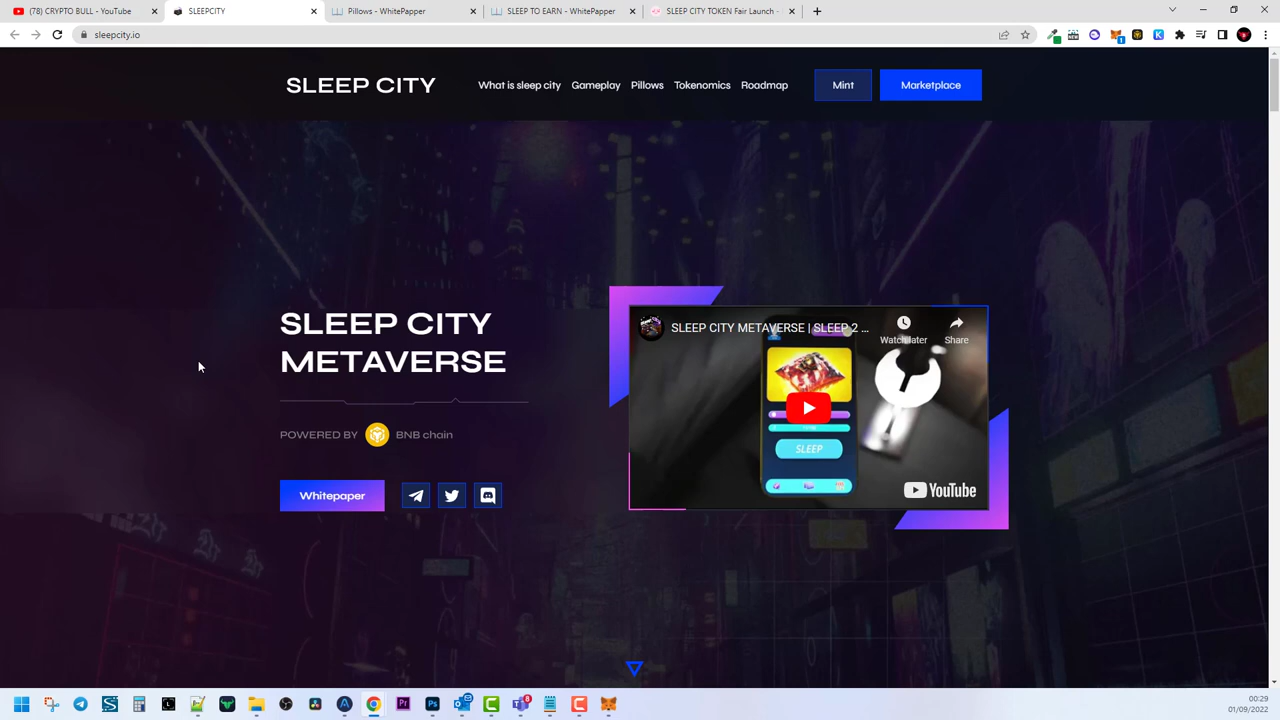 (78) CRYPTO BULL - YouTube
SLEEPCITY
Pillows - WhitePapper
SLEEP TO EARN - WhitePapper
SLEEP CITY TOKEN Fair Launch -
sleepcity.io
SLEEP CITY
What is sleep city
Gameplay
Pillows
Tokenomics
Roadmap
Mint
Marketplace
SLEEP CITY
METAVERSE
POWERED BY BNB chain
Whitepaper
SLEEP CITY METAVERSE | SLEEP 2 ...
Watch later
Share
SLEEP
YouTube
00:29
01/09/2022